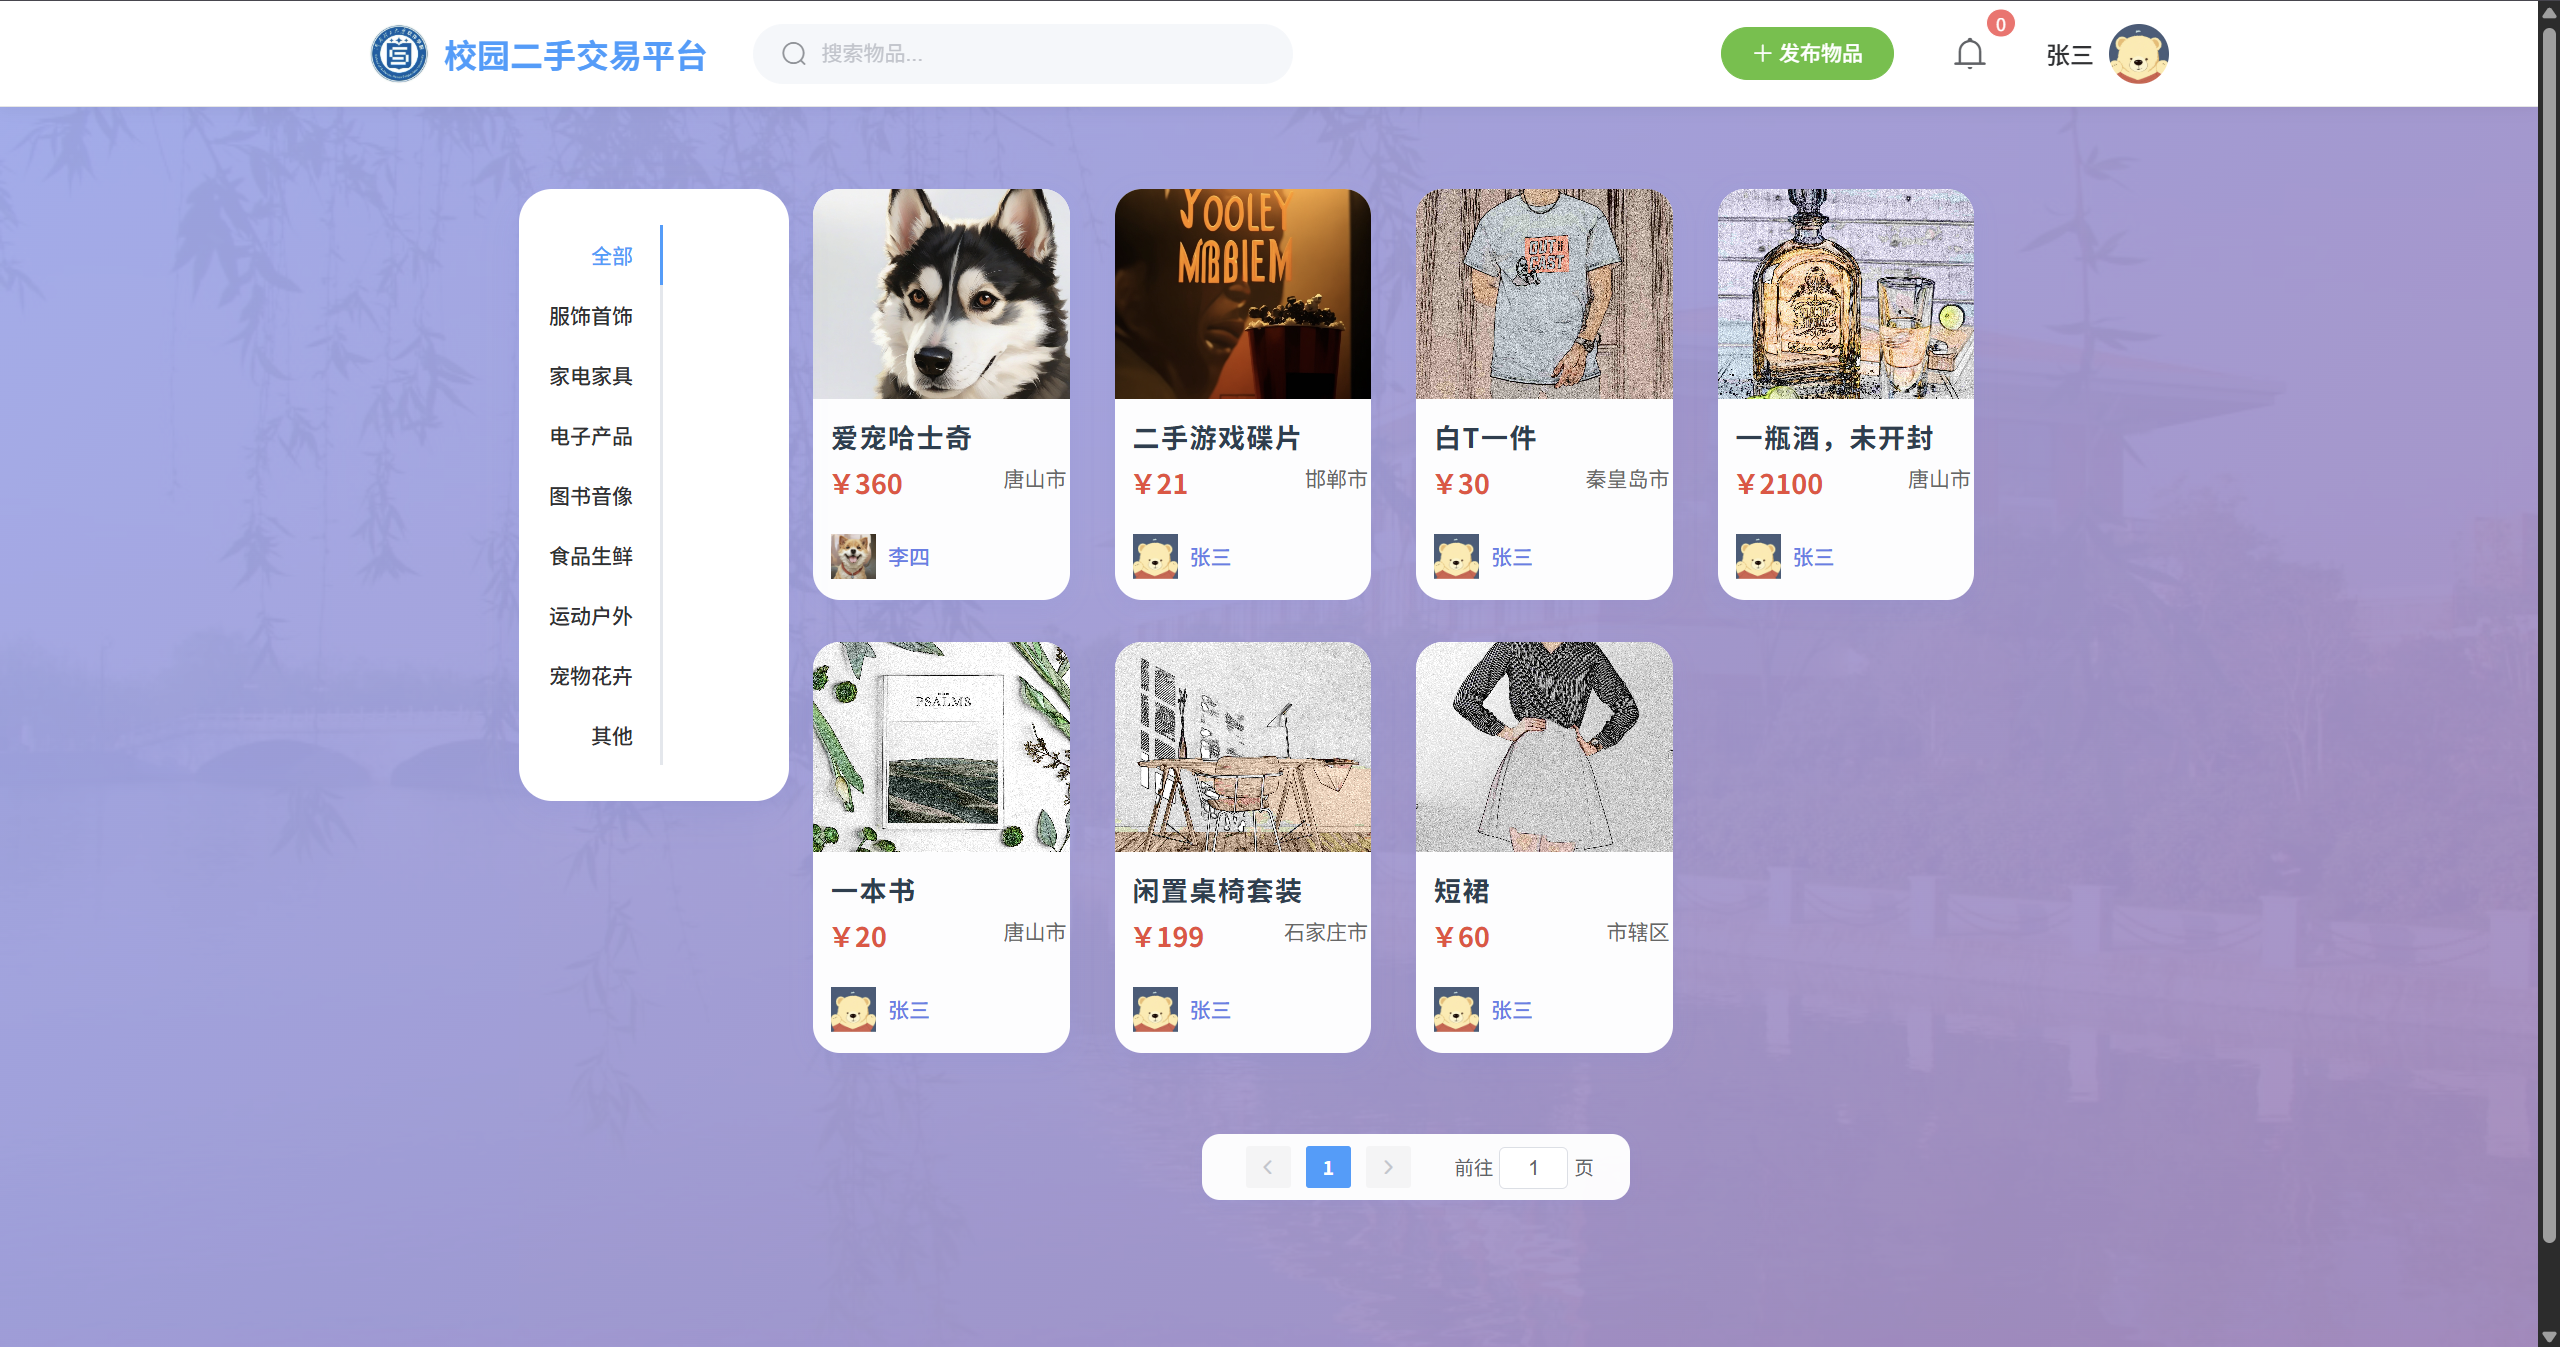 校园二手交易平台
搜索物品...
发布物品
0
张三
全部
服饰首饰
家电家具
电子产品
图书音像
食品生鲜
运动户外
宠物花卉
其他
YOOLEY
MBBIEM
爱宠哈士奇
¥360 唐山市
李四
二手游戏碟片
¥21 邯郸市
张三
白T一件
¥30 秦皇岛市
张三
一瓶酒，未开封
¥2100 唐山市
张三
PSALMS
一本书
¥20 唐山市
张三
闲置桌椅套装
¥199 石家庄市
张三
短裙
¥60 市辖区
张三
1 前往 1 页